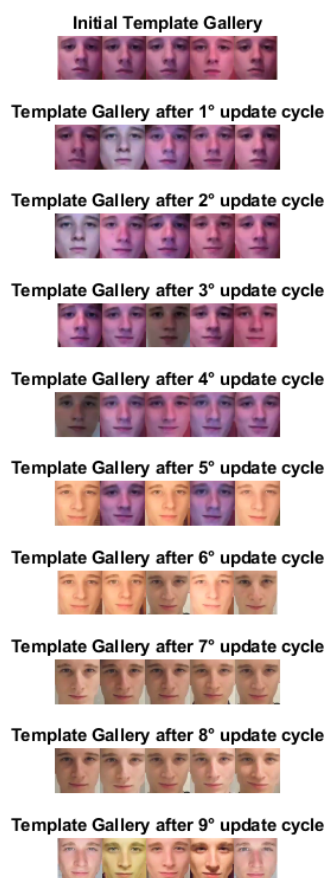 Initial Template Gallery
Template Gallery after 1° update cycle
Template Gallery after 2° update cycle
Template Gallery after 3° update cycle
Template Gallery after 4° update cycle
Template Gallery after 5° update cycle
Template Gallery after 6° update cycle
Template Gallery after 7° update cycle
Template Gallery after 8° update cycle
Template Gallery after 9° update cycle